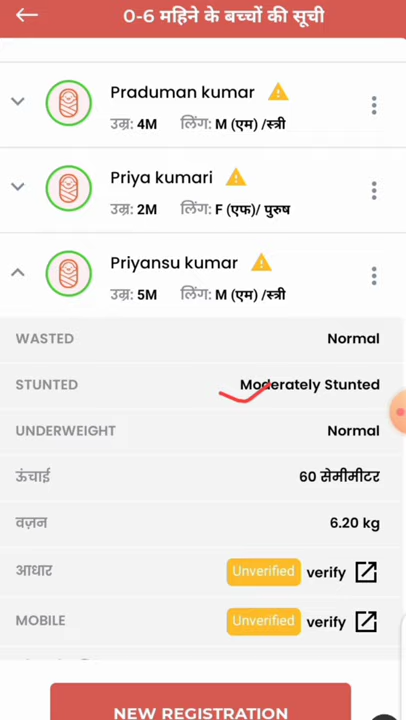 0-6 महिने के बच्चों की सूची
Praduman kumar
उम्र: 4M लिंग: M (एम) /स्त्री
Priya kumari
उम्र: 2M लिंग: F (एफ)/ पुरुष
Priyansu kumar
उम्र: 5M लिंग: M (एम) /स्त्री
WASTED Normal
STUNTED Moderately Stunted
UNDERWEIGHT Normal
ऊंचाई 60 सेमीमीटर
वज़न 6.20 kg
आधार Unverified verify
MOBILE Unverified verify
NEW REGISTRATION